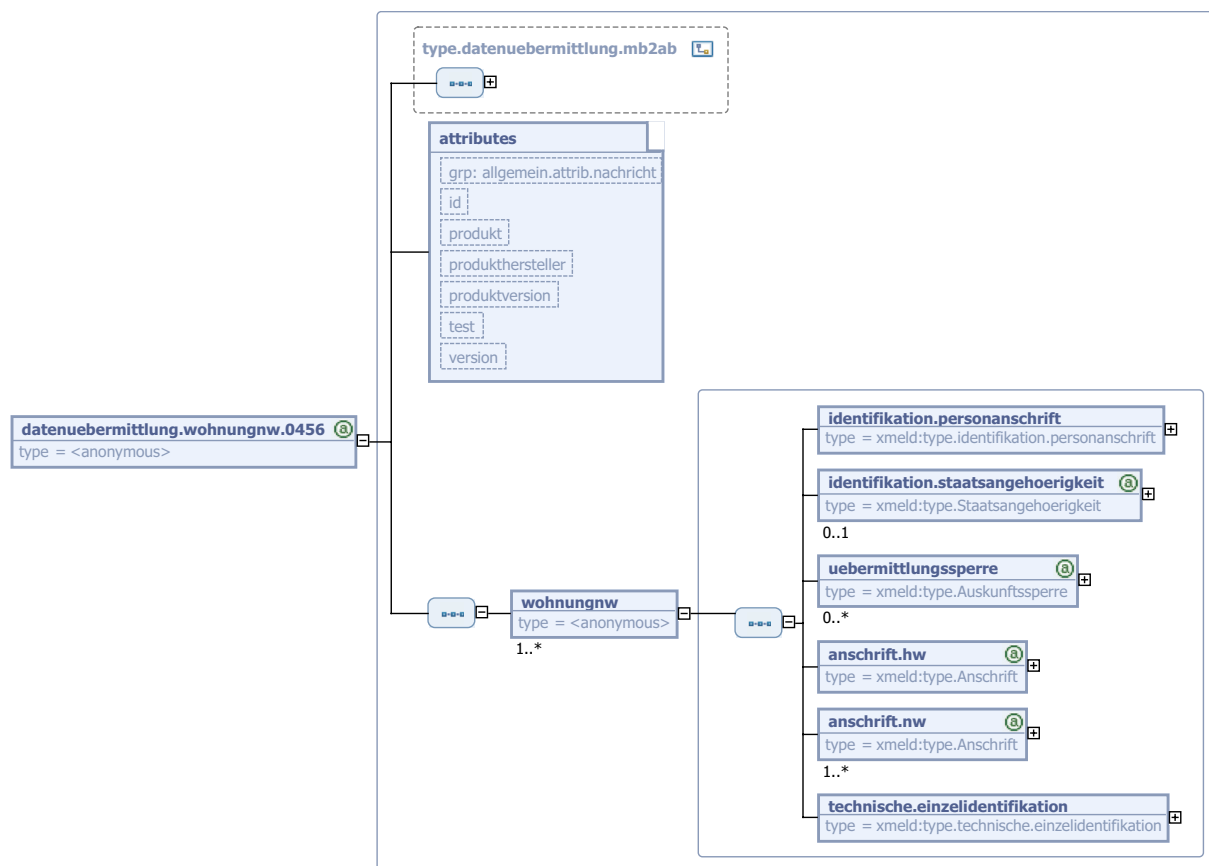 type.datenuebermittlung.mb2ab
attributes
grp: allgemein.attrib.nachricht
id
produkt
produkthersteller
produktversion
test
version
datenuebermittlung.wohnungnw.0456
type = <anonymous>
wohnungnw
type = <anonymous>
1..*
identifikation.personanschrift
type = xmeld:type.identifikation.personanschrift
identifikation.staatsangehoerigkeit
type = xmeld:type.Staatsangehoerigkeit
0..1
uebermittlungssperre
type = xmeld:type.Auskunftssperre
0..*
anschrift.hw
type = xmeld:type.Anschrift
anschrift.nw
type = xmeld:type.Anschrift
1..*
technische.einzelidentifikation
type = xmeld:type.technische.einzelidentifikation